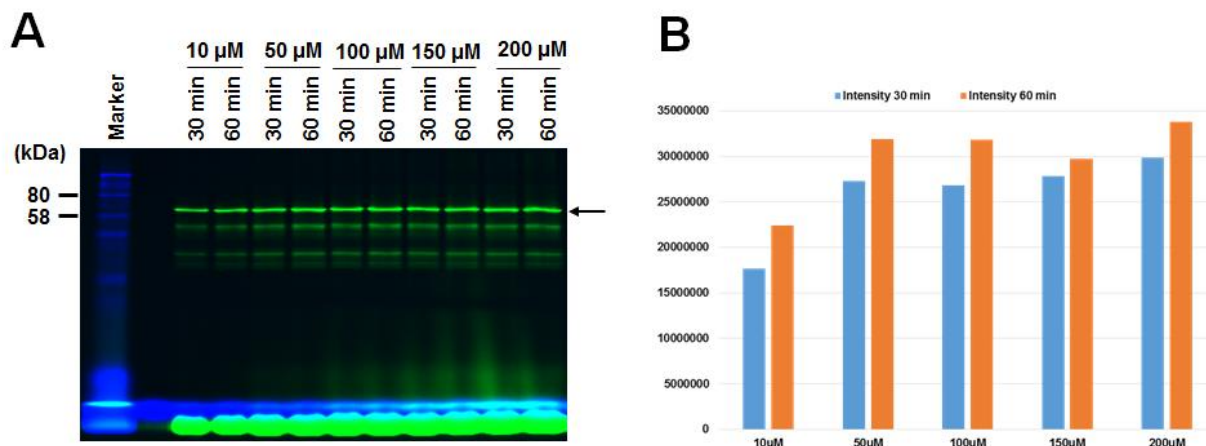 A
10 µM 50 µM 100 µM 150 µM 200 µM
Marker 30 min 60 min 30 min 60 min 30 min 60 min 30 min 60 min 30 min 60 min
(kDa)
80
58
B
Intensity 30 min Intensity 60 min
35000000
30000000
25000000
20000000
15000000
10000000
5000000
0
10uM 50uM 100uM 150uM 200uM